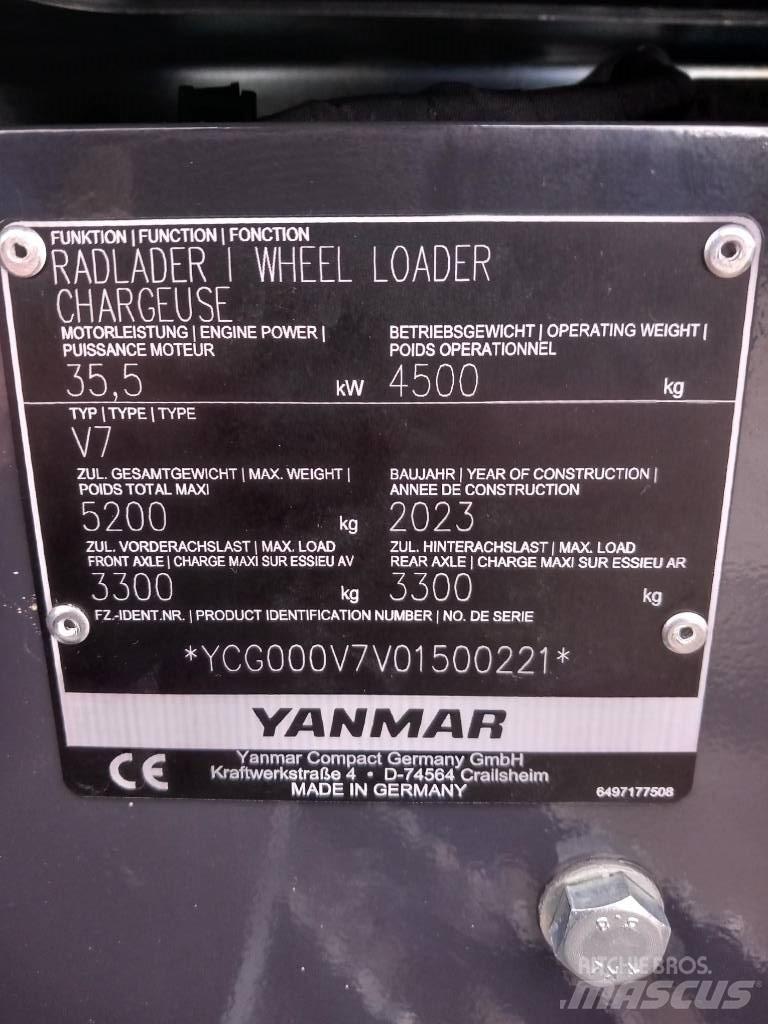 FUNKTION | FUNCTION | FONCTION
RADLADER | WHEEL LOADER
CHARGEUSE
MOTORLEISTUNG | ENGINE POWER |
PUISSANCE MOTEUR
BETRIEBSGEWICHT | OPERATING WEIGHT |
POIDS OPERATIONNEL
35,5 kW 4500 kg
TYP | TYPE | TYPE
V7
ZUL. GESAMTGEWICHT | MAX. WEIGHT |
POIDS TOTAL MAXI
BAUJAHR | YEAR OF CONSTRUCTION |
ANNEE DE CONSTRUCTION
5200 kg 2023
ZUL. VORDERACHSLAST | MAX. LOAD
FRONT AXLE | CHARGE MAXI SUR ESSIEU AV
ZUL. HINTERACHSLAST | MAX. LOAD
REAR AXLE | CHARGE MAXI SUR ESSIEU AR
3300 kg 3300 kg
FZ.-IDENT.NR. | PRODUCT IDENTIFICATION NUMBER | NO. DE SERIE
*YCG000V7V01500221*
YANMAR
CE
Yanmar Compact Germany GmbH
Kraftwerkstraße 4 • D-74564 Crailsheim
MADE IN GERMANY
6497177508
RITCHIE BROS.
MASCUS